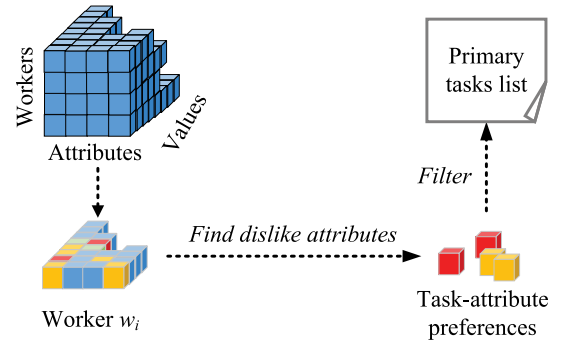 Workers
Attributes
Values
Primary
tasks list
Filter
Find dislike attributes
Worker wi
Task-attribute
preferences